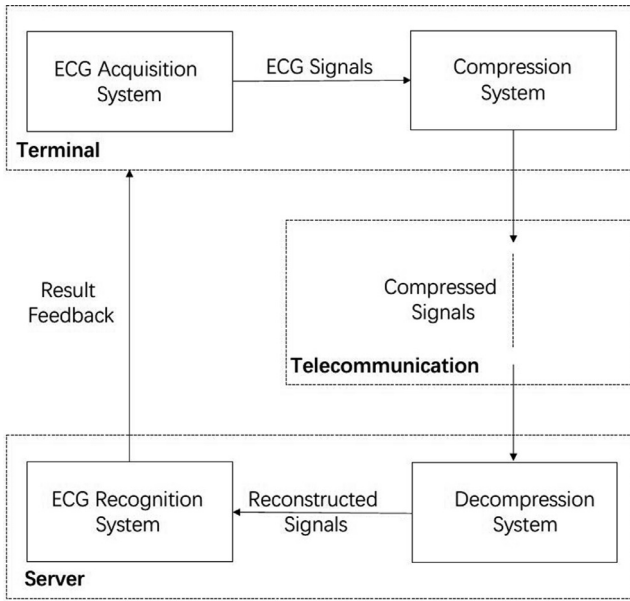 ECG Acquisition
System
ECG Signals
Compression
System
Terminal
Result
Feedback
Compressed
Signals
Telecommunication
ECG Recognition
System
Reconstructed
Signals
Decompression
System
Server